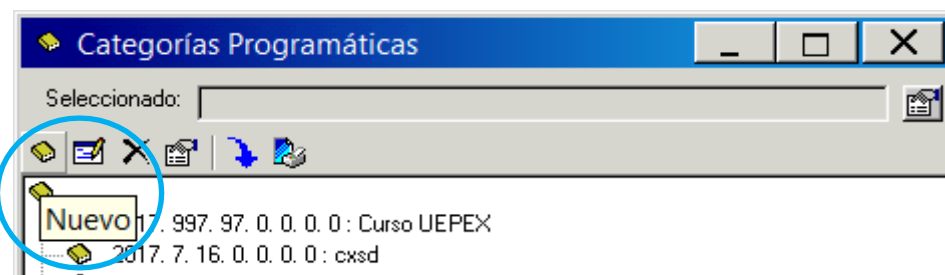 Categorías Programáticas
Seleccionado:
Nuevo 17. 997. 97. 0. 0. 0. 0 : Curso UEPEX
2017. 7. 16. 0. 0. 0. 0 : cxsd